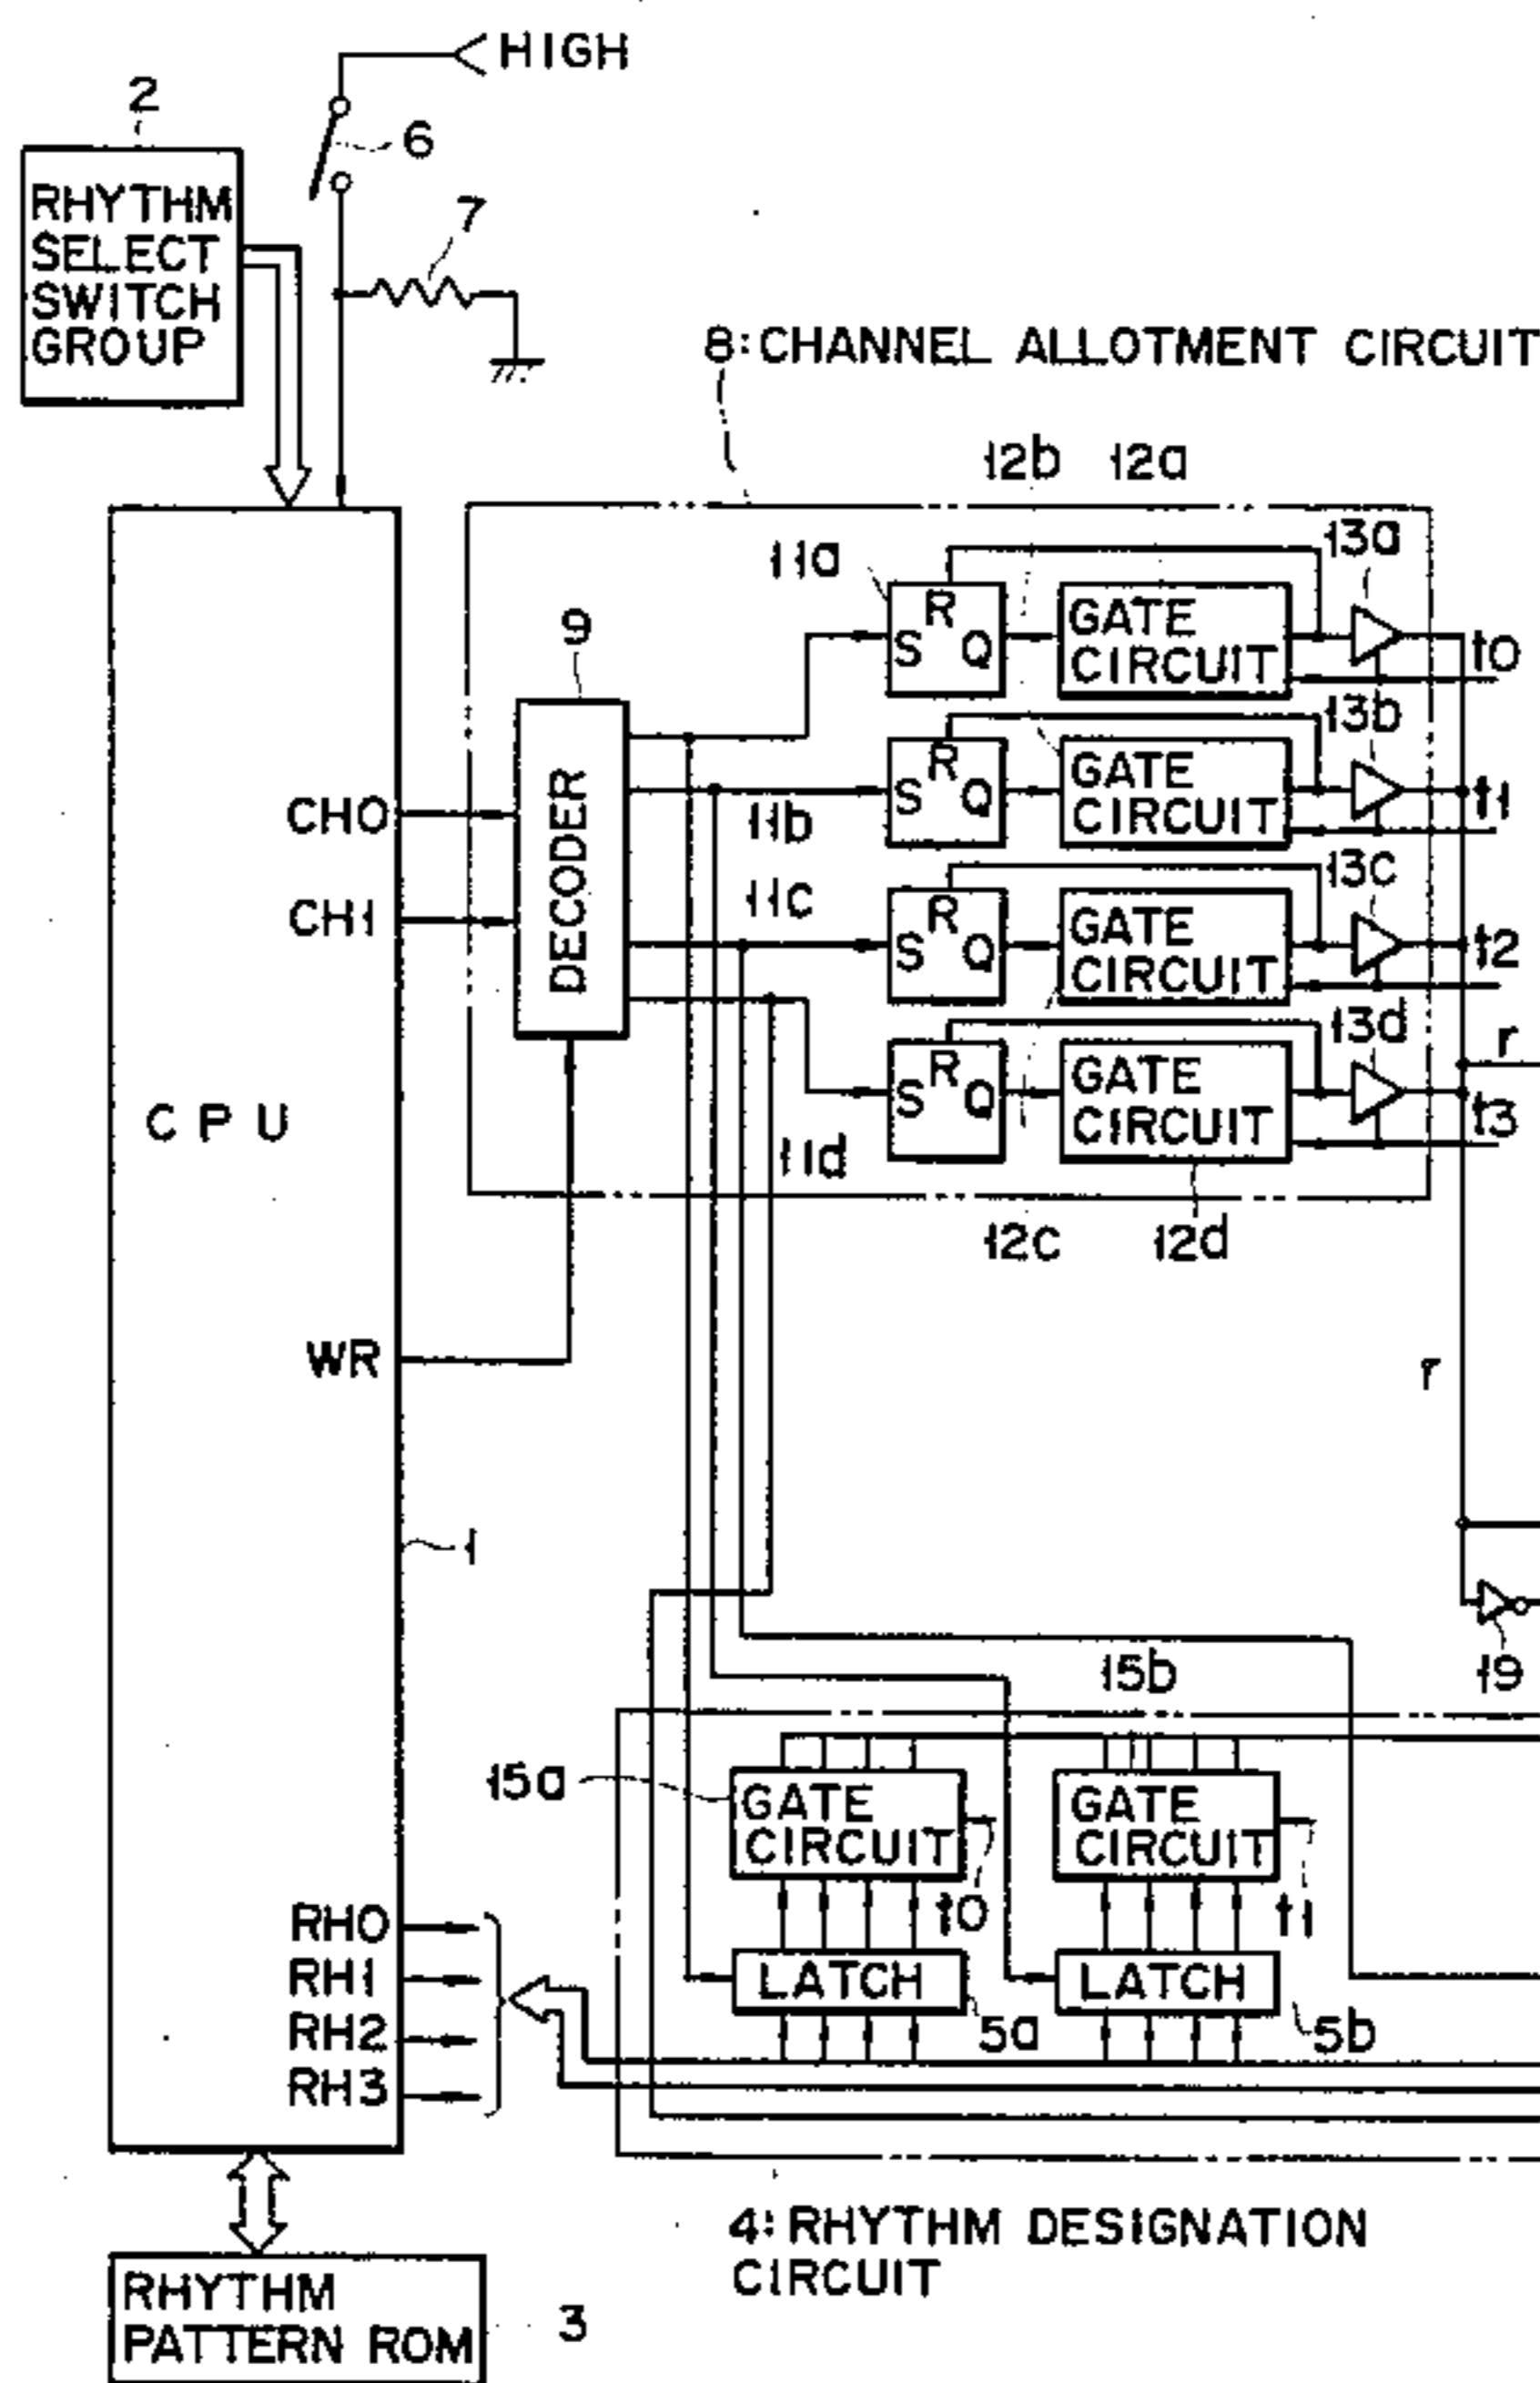 HIGH
2
6
RHYTHM
SELECT
SWITCH
GROUP
7
8: CHANNEL ALLOTMENT CIRCUIT
12b 12a
11a
13a
R
S Q
GATE
CIRCUIT
t0
9
DECODER
13b
R
S Q
GATE
CIRCUIT
t1
CH0
11b
13c
CH1
11c
R
S Q
GATE
CIRCUIT
t2
13d
r
R
S Q
GATE
CIRCUIT
t3
CPU
11d
12c 12d
WR
r
1
19
15b
15a
GATE
CIRCUIT
t0
GATE
CIRCUIT
t1
RH0
RH1
RH2
RH3
LATCH
5a
LATCH
5b
4: RHYTHM DESIGNATION
CIRCUIT
RHYTHM
PATTERN ROM
3